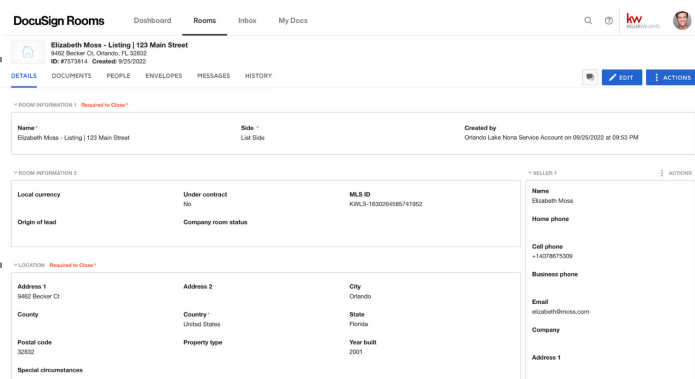 DocuSign Rooms Dashboard Rooms Inbox My Docs
kw
KELLERWILLIAMS.
Elizabeth Moss - Listing | 123 Main Street
9462 Becker Ct, Orlando, FL 32832
ID: #7573814 Created: 9/25/2022
DETAILS DOCUMENTS PEOPLE ENVELOPES MESSAGES HISTORY
EDIT ACTIONS
ROOM INFORMATION 1 Required to Close*
Name* Side * Created by
Elizabeth Moss - Listing | 123 Main Street List Side Orlando Lake Nona Service Account on 09/25/2022 at 09:53 PM
ROOM INFORMATION 2
Local currency Under contract MLS ID
No KWLS-1630264585741952
Origin of lead Company room status
LOCATION Required to Close*
Address 1 Address 2 City
9462 Becker Ct Orlando
County Country* State
United States Florida
Postal code Property type Year built
32832 2001
Special circumstances
SELLER 1 ACTIONS
Name
Elizabeth Moss
Home phone
Cell phone
+14078675309
Business phone
Email
elizabeth@moss.com
Company
Address 1